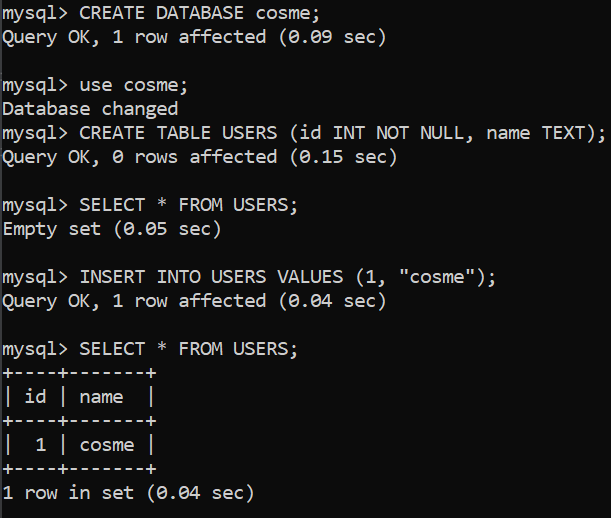 mysql> CREATE DATABASE cosme;
Query OK, 1 row affected (0.09 sec)

mysql> use cosme;
Database changed
mysql> CREATE TABLE USERS (id INT NOT NULL, name TEXT);
Query OK, 0 rows affected (0.15 sec)

mysql> SELECT * FROM USERS;
Empty set (0.05 sec)

mysql> INSERT INTO USERS VALUES (1, "cosme");
Query OK, 1 row affected (0.04 sec)

mysql> SELECT * FROM USERS;
+----+-------+
| id | name  |
+----+-------+
|  1 | cosme |
+----+-------+
1 row in set (0.04 sec)